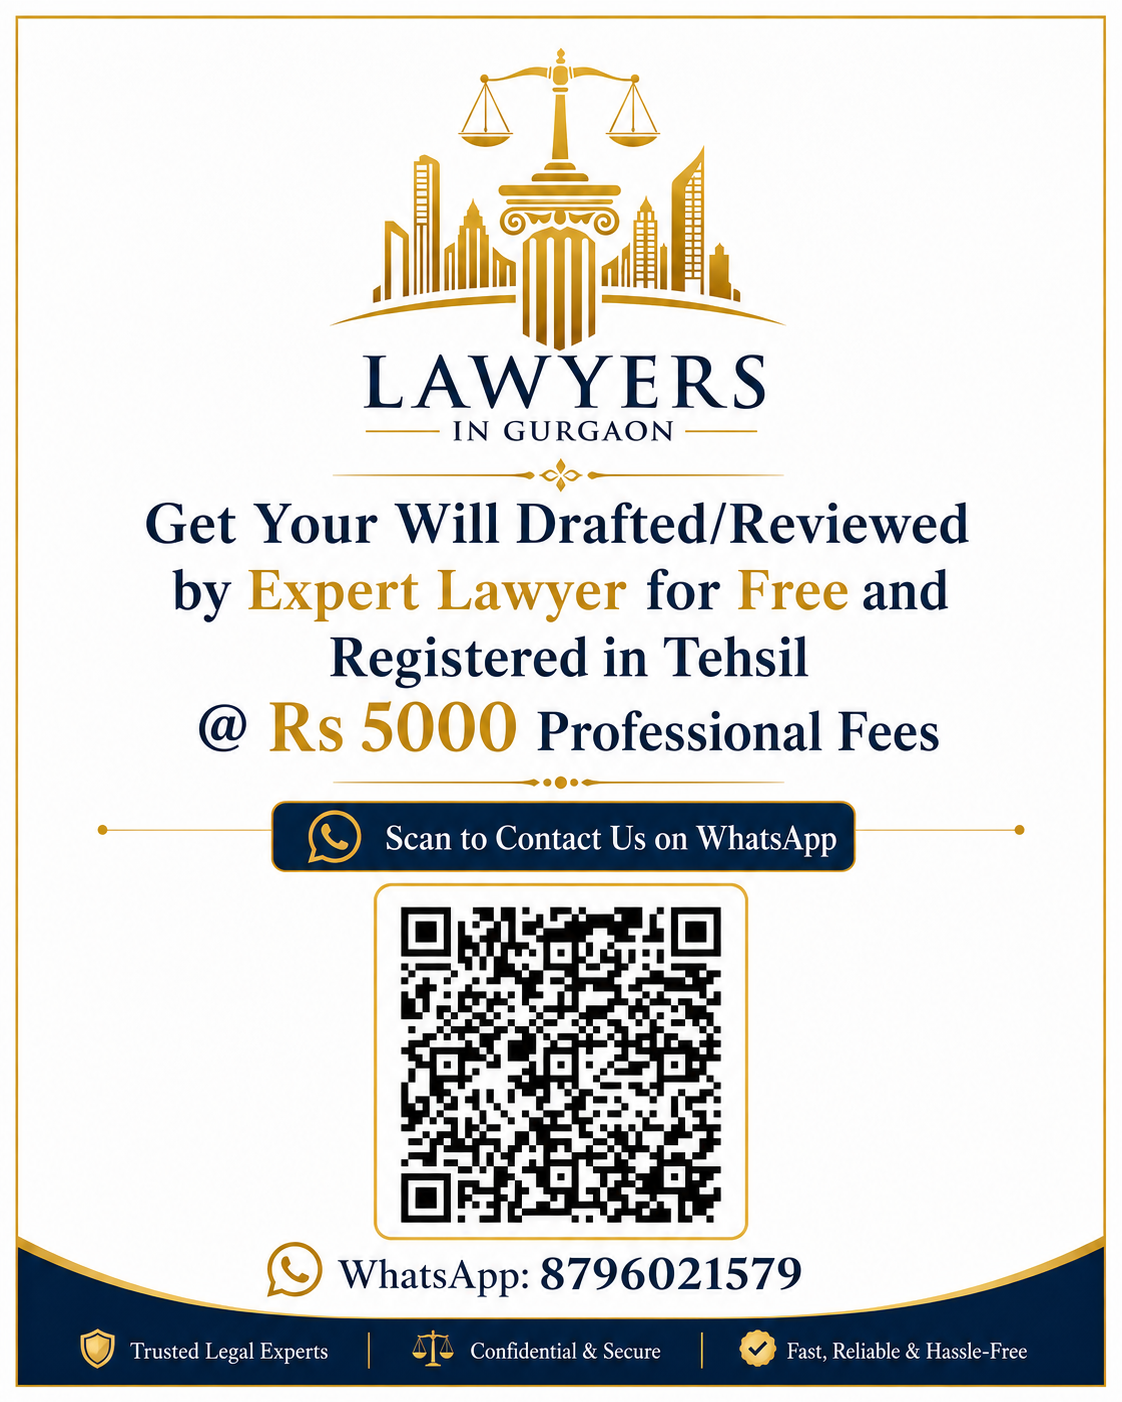 LAWYERS
IN GURGAON
Get Your Will Drafted/Reviewed
by Expert Lawyer for Free and
Registered in Tehsil
@ Rs 5000 Professional Fees
Scan to Contact Us on WhatsApp
WhatsApp: 8796021579
Trusted Legal Experts
Confidential & Secure
Fast, Reliable & Hassle-Free